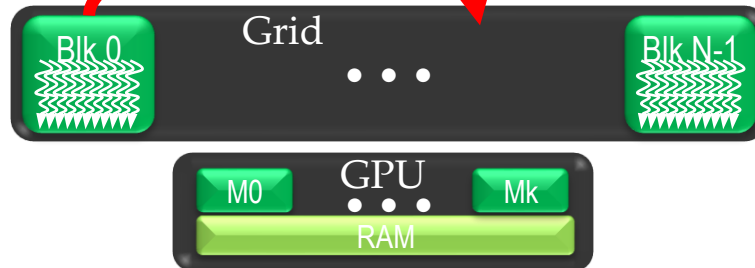 Grid
Blk 0
Blk N-1
GPU
M0
Mk
RAM